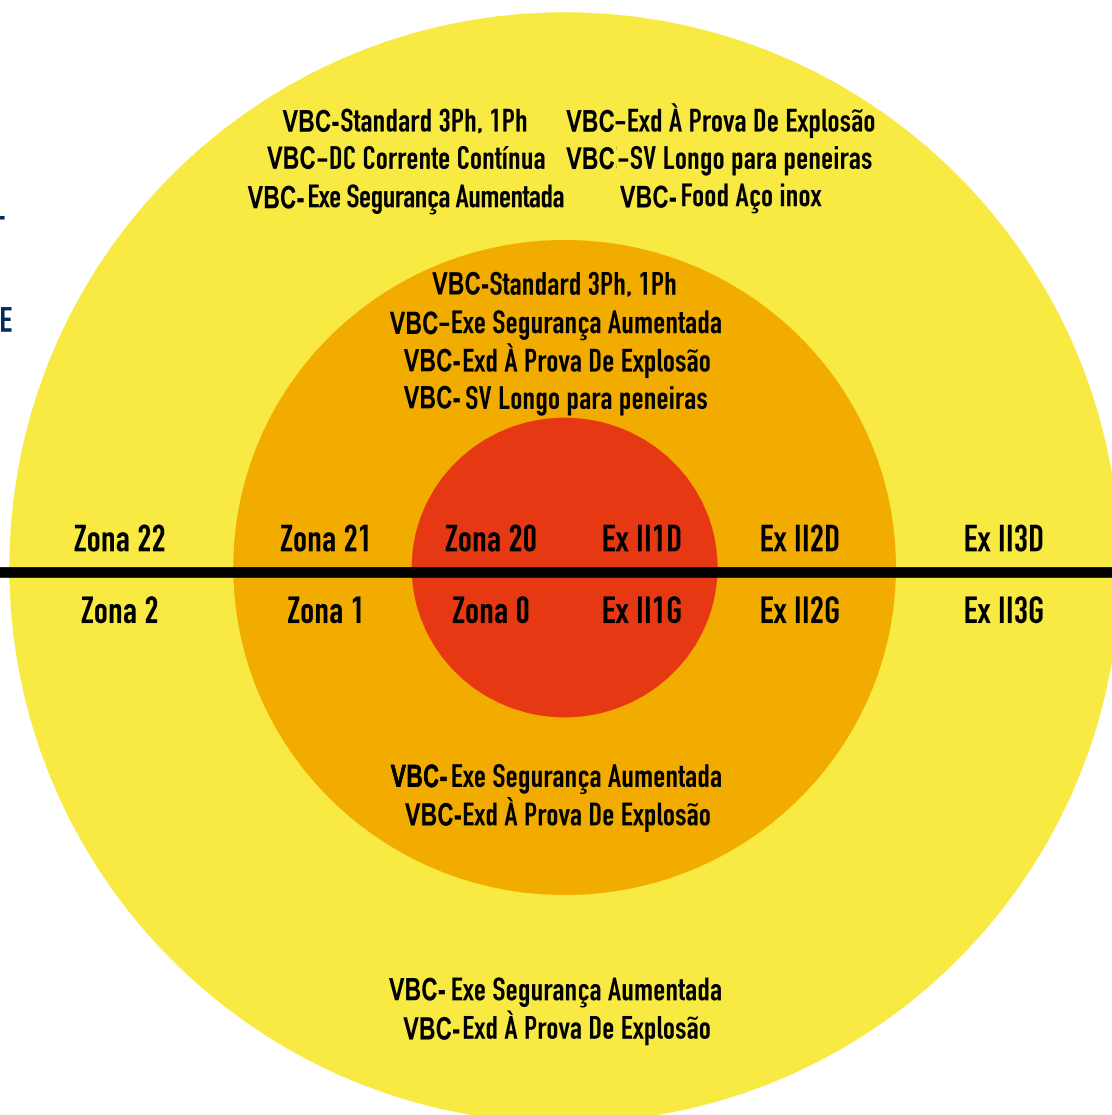 VBC-Standard 3Ph, 1Ph
VBC-DC Corrente Contínua
VBC-Exe Segurança Aumentada
VBC-Exd À Prova De Explosão
VBC-SV Longo para peneiras
VBC-Food Aço inox
E
VBC-Standard 3Ph, 1Ph
VBC-Exe Segurança Aumentada
VBC-Exd À Prova De Explosão
VBC- SV Longo para peneiras
Zona 22 Zona 21 Zona 20 Ex II1D Ex II2D Ex II3D
Zona 2 Zona 1 Zona 0 Ex II1G Ex II2G Ex II3G
VBC- Exe Segurança Aumentada
VBC-Exd À Prova De Explosão
VBC- Exe Segurança Aumentada
VBC-Exd À Prova De Explosão